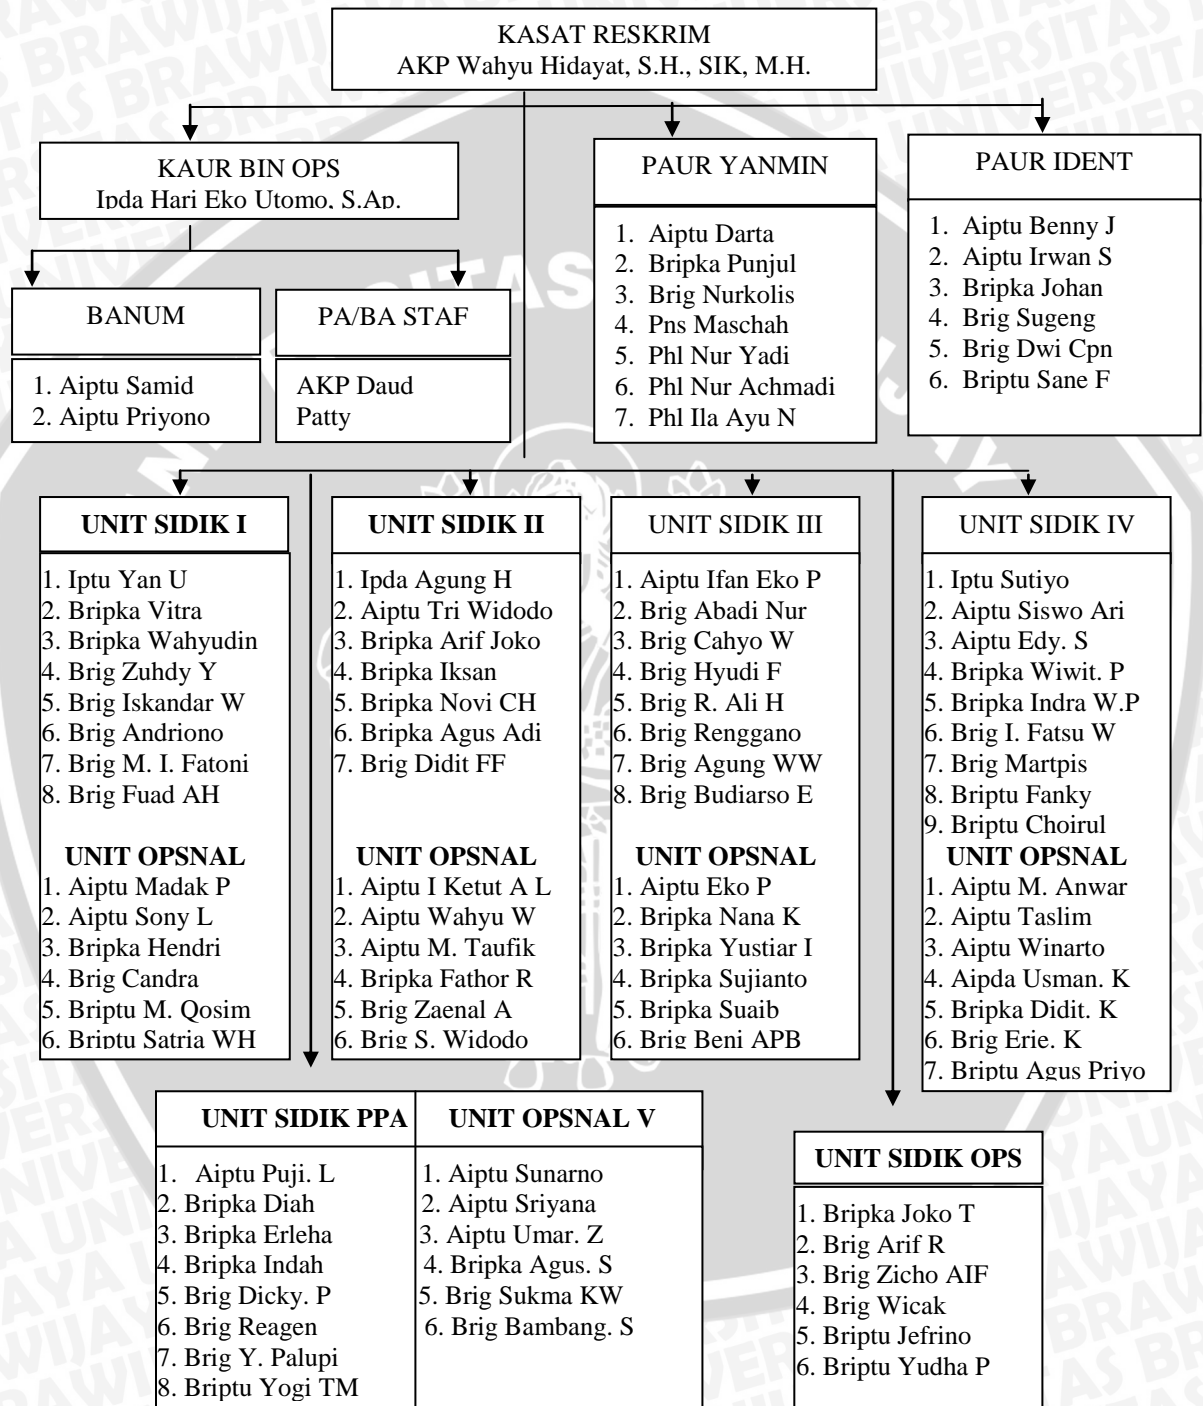 KASAT RESKRIM
AKP Wahyu Hidayat, S.H., SIK, M.H.
KAUR BIN OPS
Ipda Hari Eko Utomo, S.Ap.
BANUM
1. Aiptu Samid
2. Aiptu Priyono
PA/BA STAF
AKP Daud
Patty
PAUR YANMIN
1. Aiptu Darta
2. Bripka Punjul
3. Brig Nurkolis
4. Pns Maschah
5. Phl Nur Yadi
6. Phl Nur Achmadi
7. Phl Ila Ayu N
PAUR IDENT
1. Aiptu Benny J
2. Aiptu Irwan S
3. Bripka Johan
4. Brig Sugeng
5. Brig Dwi Cpn
6. Briptu Sane F
UNIT SIDIK I
1. Iptu Yan U
2. Bripka Vitra
3. Bripka Wahyudin
4. Brig Zuhdy Y
5. Brig Iskandar W
6. Brig Andriono
7. Brig M. I. Fatoni
8. Brig Fuad AH
UNIT OPSNAL
1. Aiptu Madak P
2. Aiptu Sony L
3. Bripka Hendri
4. Brig Candra
5. Briptu M. Qosim
6. Briptu Satria WH
UNIT SIDIK II
1. Ipda Agung H
2. Aiptu Tri Widodo
3. Bripka Arif Joko
4. Bripka Iksan
5. Bripka Novi CH
6. Bripka Agus Adi
7. Brig Didit FF
UNIT OPSNAL
1. Aiptu I Ketut A L
2. Aiptu Wahyu W
3. Aiptu M. Taufik
4. Bripka Fathor R
5. Brig Zaenal A
6. Brig S. Widodo
UNIT SIDIK III
1. Aiptu Ifan Eko P
2. Brig Abadi Nur
3. Brig Cahyo W
4. Brig Hyudi F
5. Brig R. Ali H
6. Brig Renggano
7. Brig Agung WW
8. Brig Budiarso E
UNIT OPSNAL
1. Aiptu Eko P
2. Bripka Nana K
3. Bripka Yustiar I
4. Bripka Sujianto
5. Bripka Suaib
6. Brig Beni APB
UNIT SIDIK IV
1. Iptu Sutiyo
2. Aiptu Siswo Ari
3. Aiptu Edy. S
4. Bripka Wiwit. P
5. Bripka Indra W.P
6. Brig I. Fatsu W
7. Brig Martpis
8. Briptu Fanky
9. Briptu Choirul
UNIT OPSNAL
1. Aiptu M. Anwar
2. Aiptu Taslim
3. Aiptu Winarto
4. Aipda Usman. K
5. Bripka Didit. K
6. Brig Erie. K
7. Briptu Agus Priyo
UNIT SIDIK PPA
1. Aiptu Puji. L
2. Bripka Diah
3. Bripka Erleha
4. Bripka Indah
5. Brig Dicky. P
6. Brig Reagen
7. Brig Y. Palupi
8. Briptu Yogi TM
UNIT OPSNAL V
1. Aiptu Sunarno
2. Aiptu Sriyana
3. Aiptu Umar. Z
4. Bripka Agus. S
5. Brig Sukma KW
6. Brig Bambang. S
UNIT SIDIK OPS
1. Bripka Joko T
2. Brig Arif R
3. Brig Zicho AIF
4. Brig Wicak
5. Briptu Jefrino
6. Briptu Yudha P